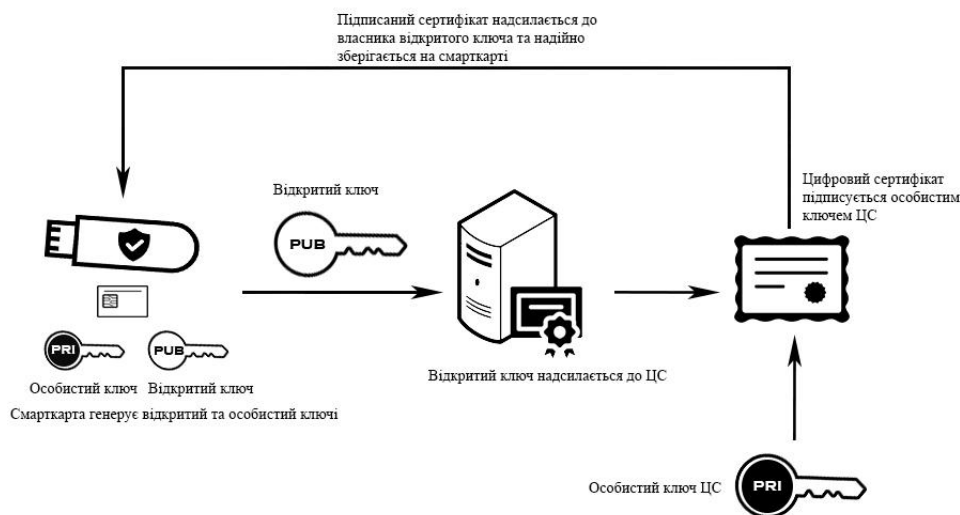 Підписаний сертифікат надсилається до
власника відкритого ключа та надійно
зберігається на смарткарті
Відкритий ключ
PUB
Цифровий сертифікат
підписується особистим
ключем ЦС
PRI
PUB
Особистий ключ
Відкритий ключ
Смарткарта генерує відкритий та особистий ключі
Відкритий ключ надсилається до ЦС
Особистий ключ ЦС
PRI